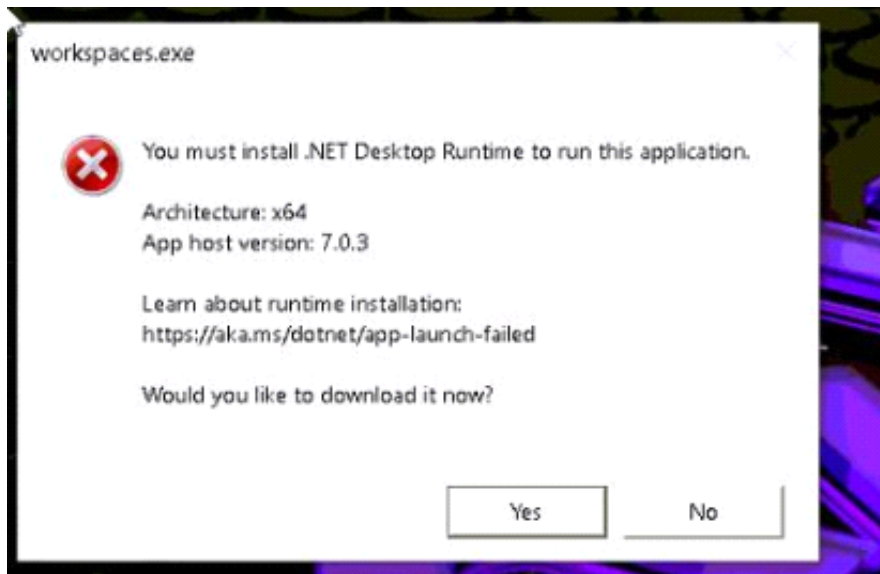 workspaces.exe
You must install .NET Desktop Runtime to run this application.
Architecture: x64
App host version: 7.0.3
Learn about runtime installation:
https://aka.ms/dotnet/app-launch-failed
Would you like to download it now?
Yes
No